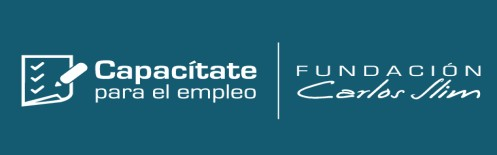 Capacítate
para el empleo
FUNDACIÓN
Carlos Slim